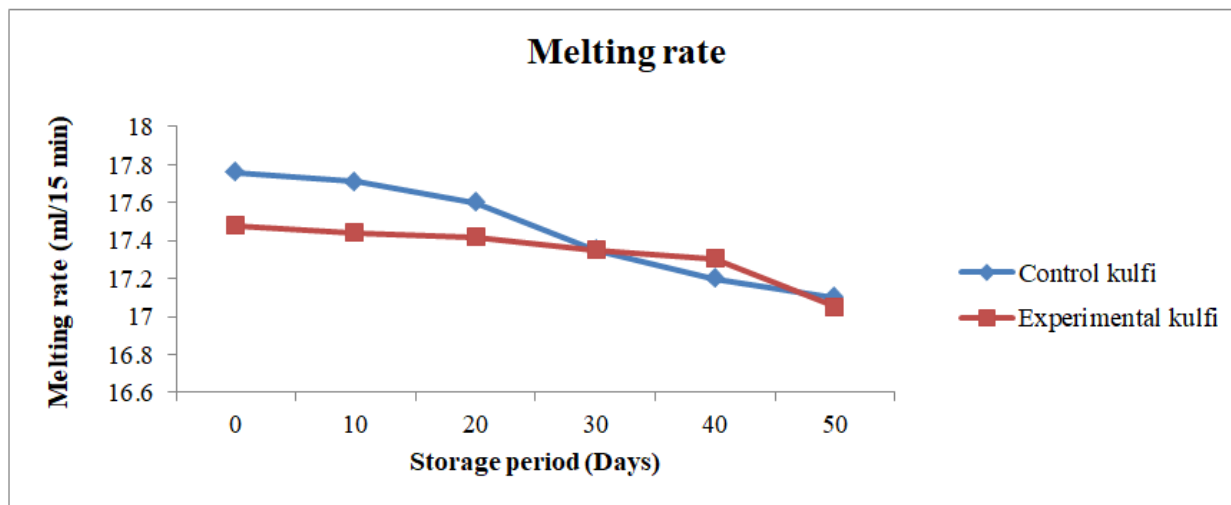 Melting rate
Melting rate (ml/15 min)
18
17.8
17.6
17.4
17.2
17
16.8
16.6
0 10 20 30 40 50
Storage period (Days)
Control kulfi
Experimental kulfi